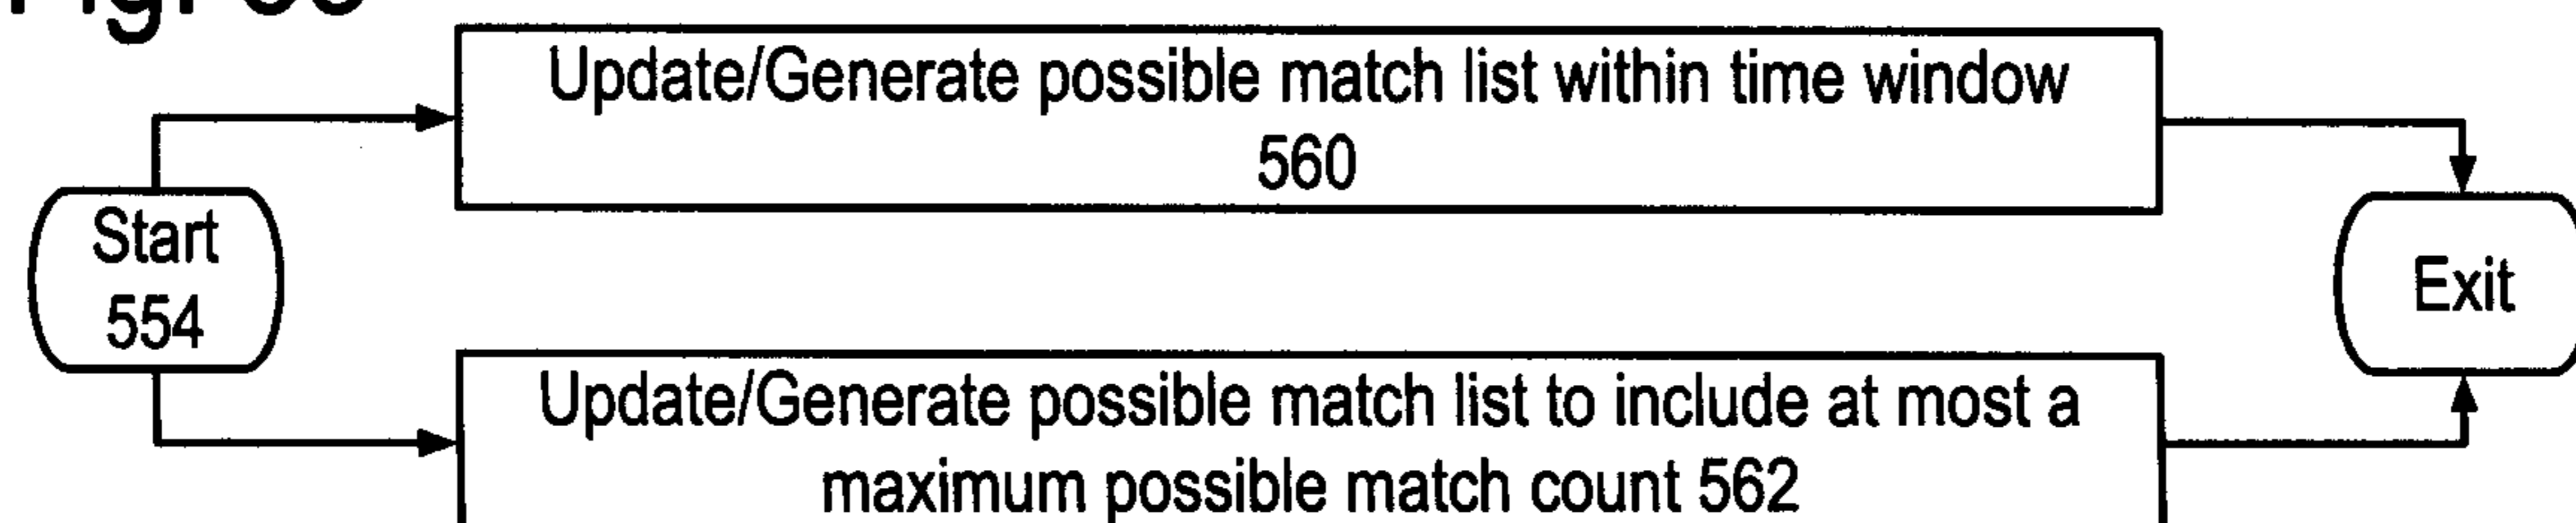 Update/Generate possible match list within time window
560
Start
554
Exit
Update/Generate possible match list to include at most a
maximum possible match count 562